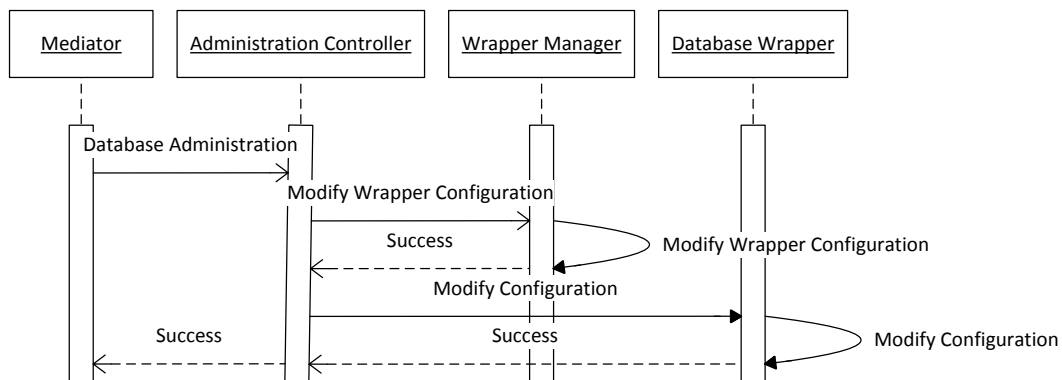 Mediator
Administration Controller
Wrapper Manager
Database Wrapper
Database Administration
Modify Wrapper Configuration
Success
Modify Wrapper Configuration
Modify Configuration
Success
Success
Modify Configuration